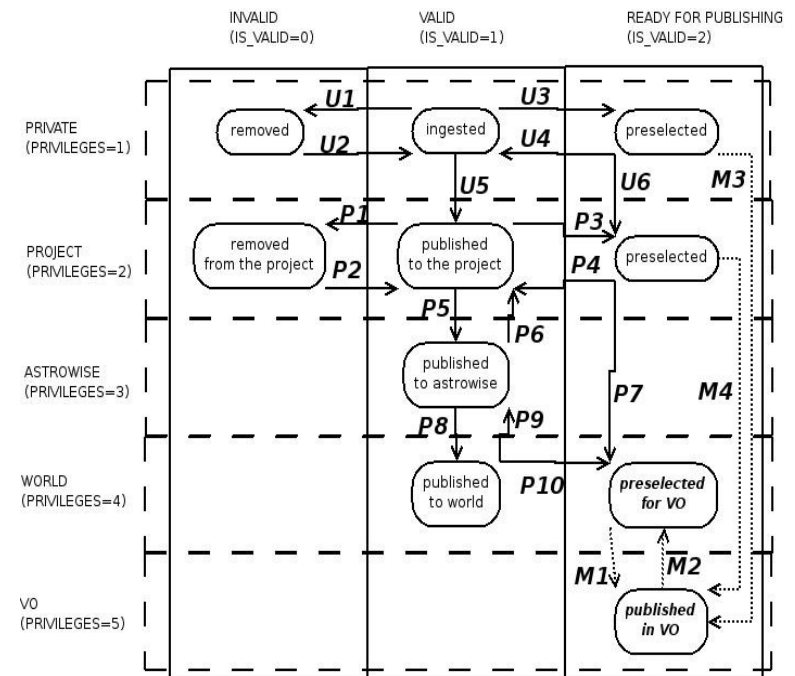 INVALID
(IS_VALID=0)
VALID
(IS_VALID=1)
READY FOR PUBLISHING
(IS_VALID=2)
PRIVATE
(PRIVILEGES=1)
removed
U1
U2
ingested
U3
U4
preselected
U5
U6
M3
PROJECT
(PRIVILEGES=2)
removed
from the project
P1
P2
published
to the project
P3
P4
preselected
P5
P6
ASTROWISE
(PRIVILEGES=3)
published
to astrowise
P7
M4
P8
P9
WORLD
(PRIVILEGES=4)
published
to world
P10
preselected
for VO
M1
M2
VO
(PRIVILEGES=5)
published
in VO